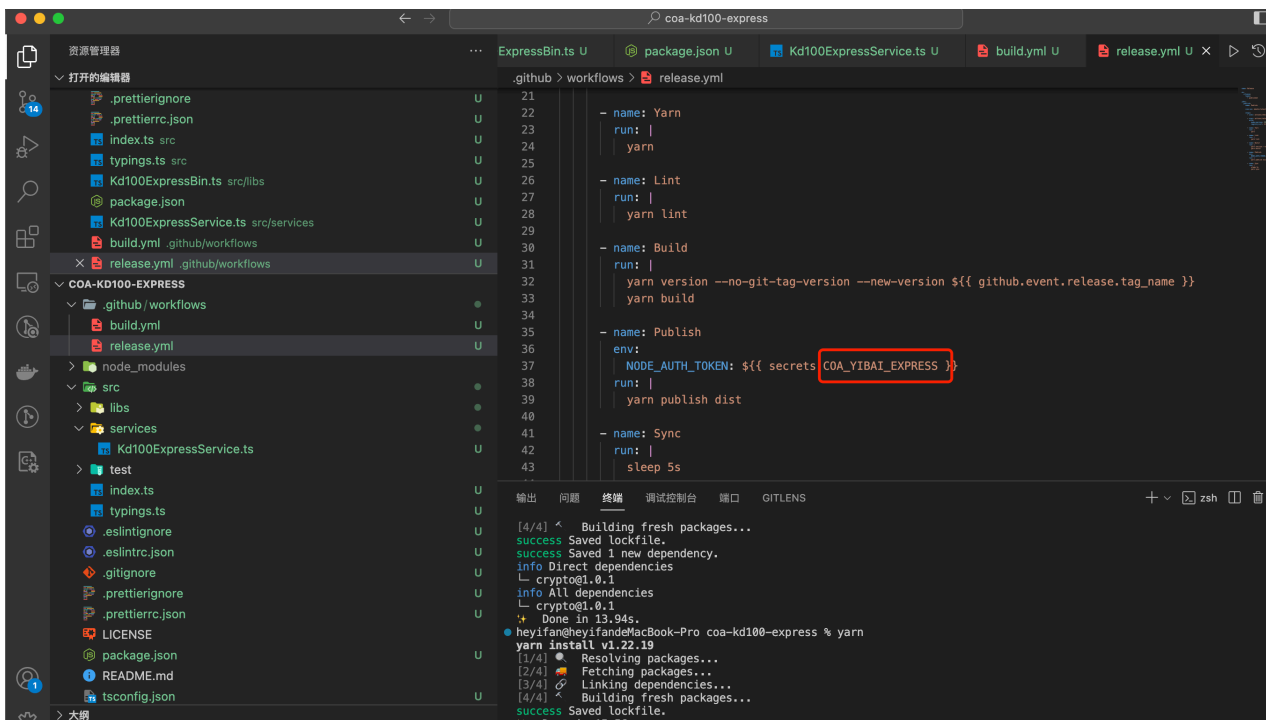 coa-kd100-express
资源管理器
打开的编辑器
.prettierignore U
.prettierrc.json U
index.ts src U
typings.ts src U
Kd100ExpressBin.ts src/libs U
package.json U
Kd100ExpressService.ts src/services U
build.yml .github/workflows U
release.yml .github/workflows U
COA-KD100-EXPRESS
.github/workflows
build.yml U
release.yml U
node_modules
src
libs
services
Kd100ExpressService.ts U
test
index.ts U
typings.ts U
.eslintignore U
.eslintrc.json U
.gitignore U
.prettierignore U
.prettierrc.json U
LICENSE
package.json U
README.md
tsconfig.json U
大纲
14
1
ExpressBin.ts U package.json U Kd100ExpressService.ts U build.yml U release.yml U
.github > workflows > release.yml
21
22 - name: Yarn
23 run: |
24 yarn
25
26 - name: Lint
27 run: |
28 yarn lint
29
30 - name: Build
31 run: |
32 yarn version --no-git-tag-version --new-version ${{ github.event.release.tag_name }}
33 yarn build
34
35 - name: Publish
36 env:
37 NODE_AUTH_TOKEN: ${{ secrets COA_YIBAI_EXPRESS }}
38 run: |
39 yarn publish dist
40
41 - name: Sync
42 run: |
43 sleep 5s
输出 问题 终端 调试控制台 端口 GITLENS zsh
[4/4] Building fresh packages...
success Saved lockfile.
success Saved 1 new dependency.
info Direct dependencies
└─ crypto@1.0.1
info All dependencies
└─ crypto@1.0.1
✨ Done in 13.94s.
heyifan@heyifandeMacBook-Pro coa-kd100-express % yarn
yarn install v1.22.19
[1/4] 🔍 Resolving packages...
[2/4] 🚚 Fetching packages...
[3/4] 🔗 Linking dependencies...
[4/4] Building fresh packages...
success Saved lockfile.